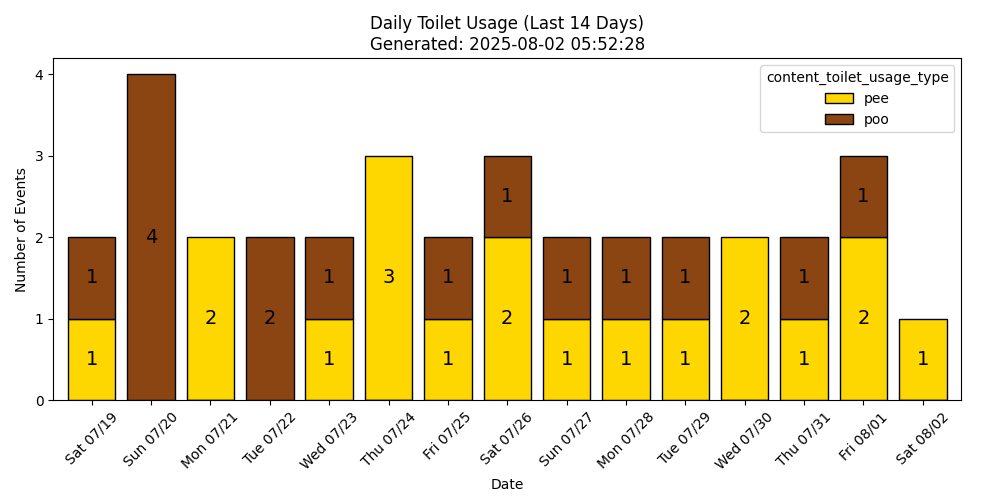 Daily Toilet Usage (Last 14 Days)
Generated: 2025-08-02 05:52:28
content_toilet_usage_type
pee
poo
Number of Events
4
3
2
1
0
1
1
4
2
2
1
1
3
1
1
1
2
1
1
1
1
1
1
2
1
1
1
2
1
Sat 07/19
Sun 07/20
Mon 07/21
Tue 07/22
Wed 07/23
Thu 07/24
Fri 07/25
Sat 07/26
Sun 07/27
Mon 07/28
Tue 07/29
Wed 07/30
Thu 07/31
Fri 08/01
Sat 08/02
Date